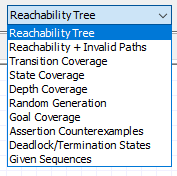 Reachability Tree
Reachability Tree
Reachability + Invalid Paths
Transition Coverage
State Coverage
Depth Coverage
Random Generation
Goal Coverage
Assertion Counterexamples
Deadlock/Termination States
Given Sequences